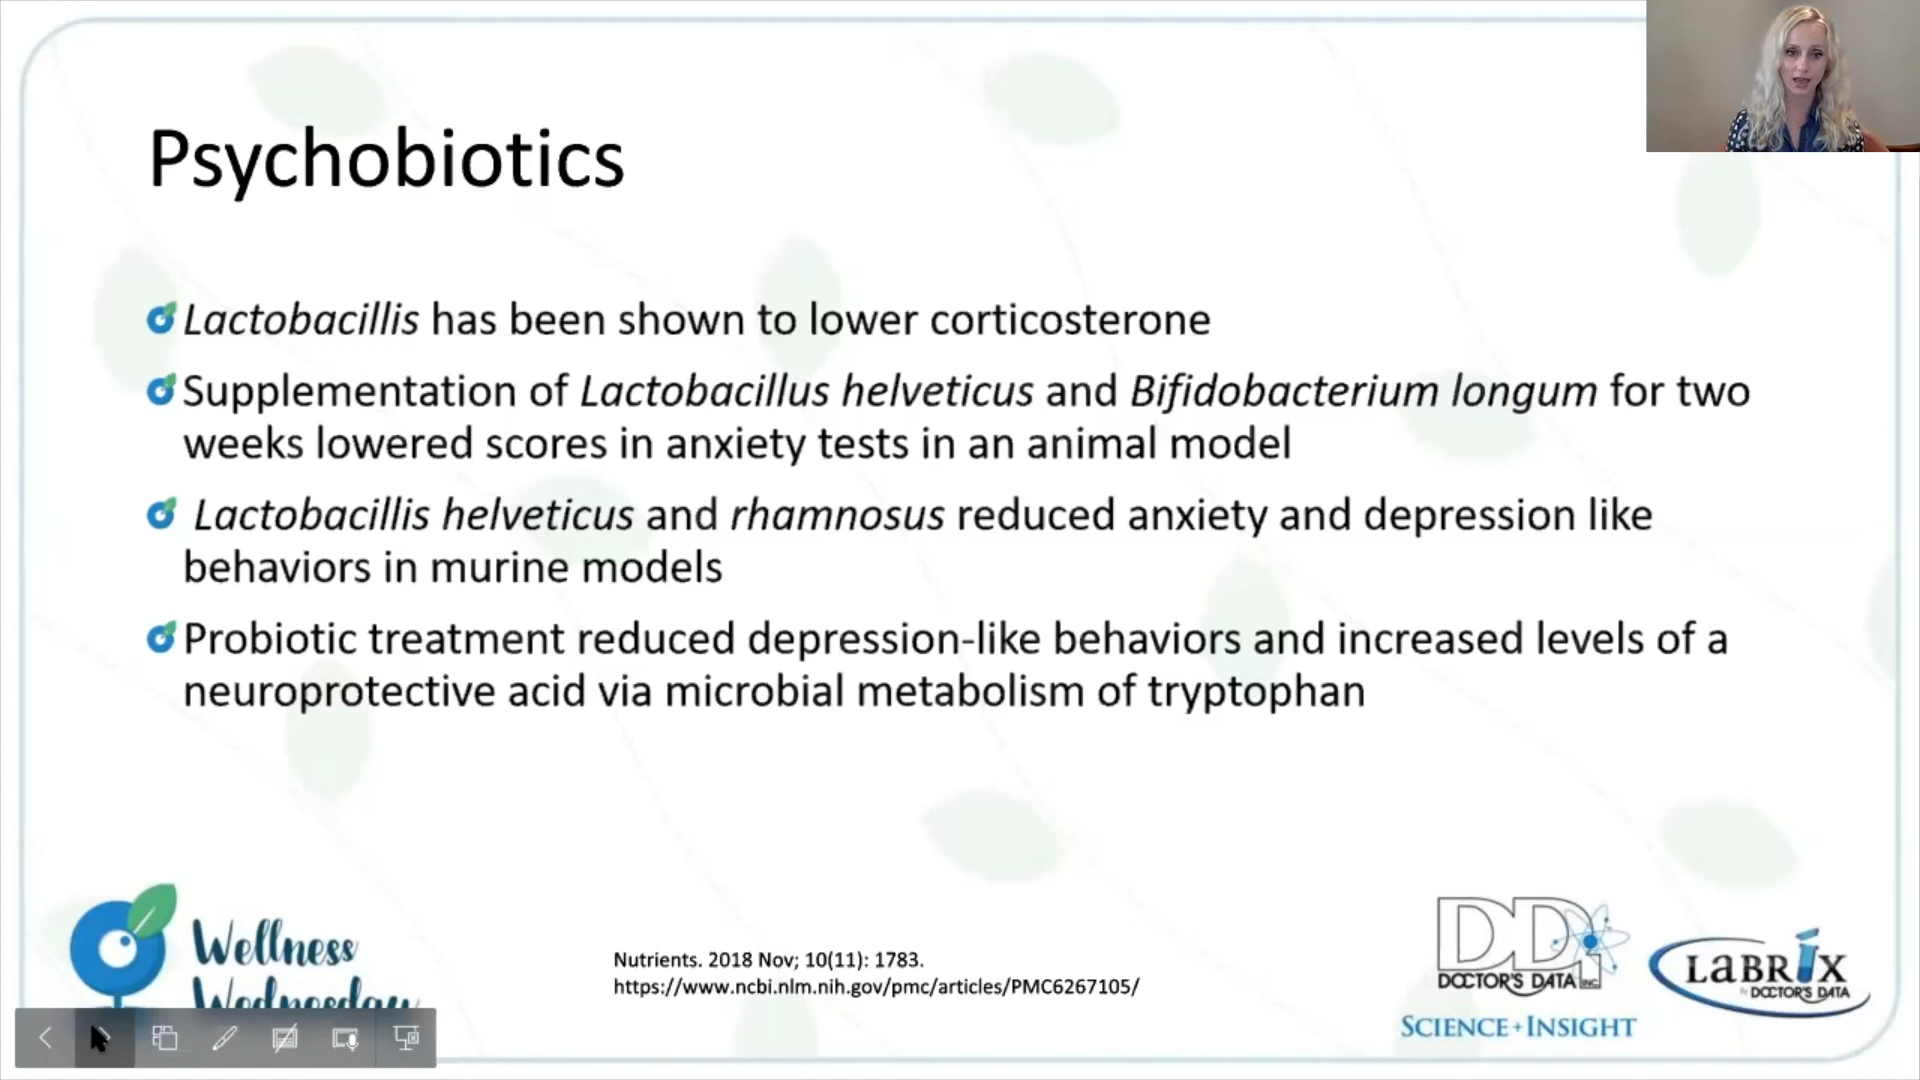 Psychobiotics
Lactobacillis has been shown to lower corticosterone
Supplementation of Lactobacillus helveticus and Bifidobacterium longum for two
weeks lowered scores in anxiety tests in an animal model
Lactobacillis helveticus and rhamnosus reduced anxiety and depression like
behaviors in murine models
Probiotic treatment reduced depression-like behaviors and increased levels of a
neuroprotective acid via microbial metabolism of tryptophan
Wellness
Wednesday
Nutrients. 2018 Nov; 10(11): 1783.
https://www.ncbi.nlm.nih.gov/pmc/articles/PMC6267105/
DDI
DOCTOR'S DATA INC.
SCIENCE+INSIGHT
LABRIX
by DOCTOR'S DATA